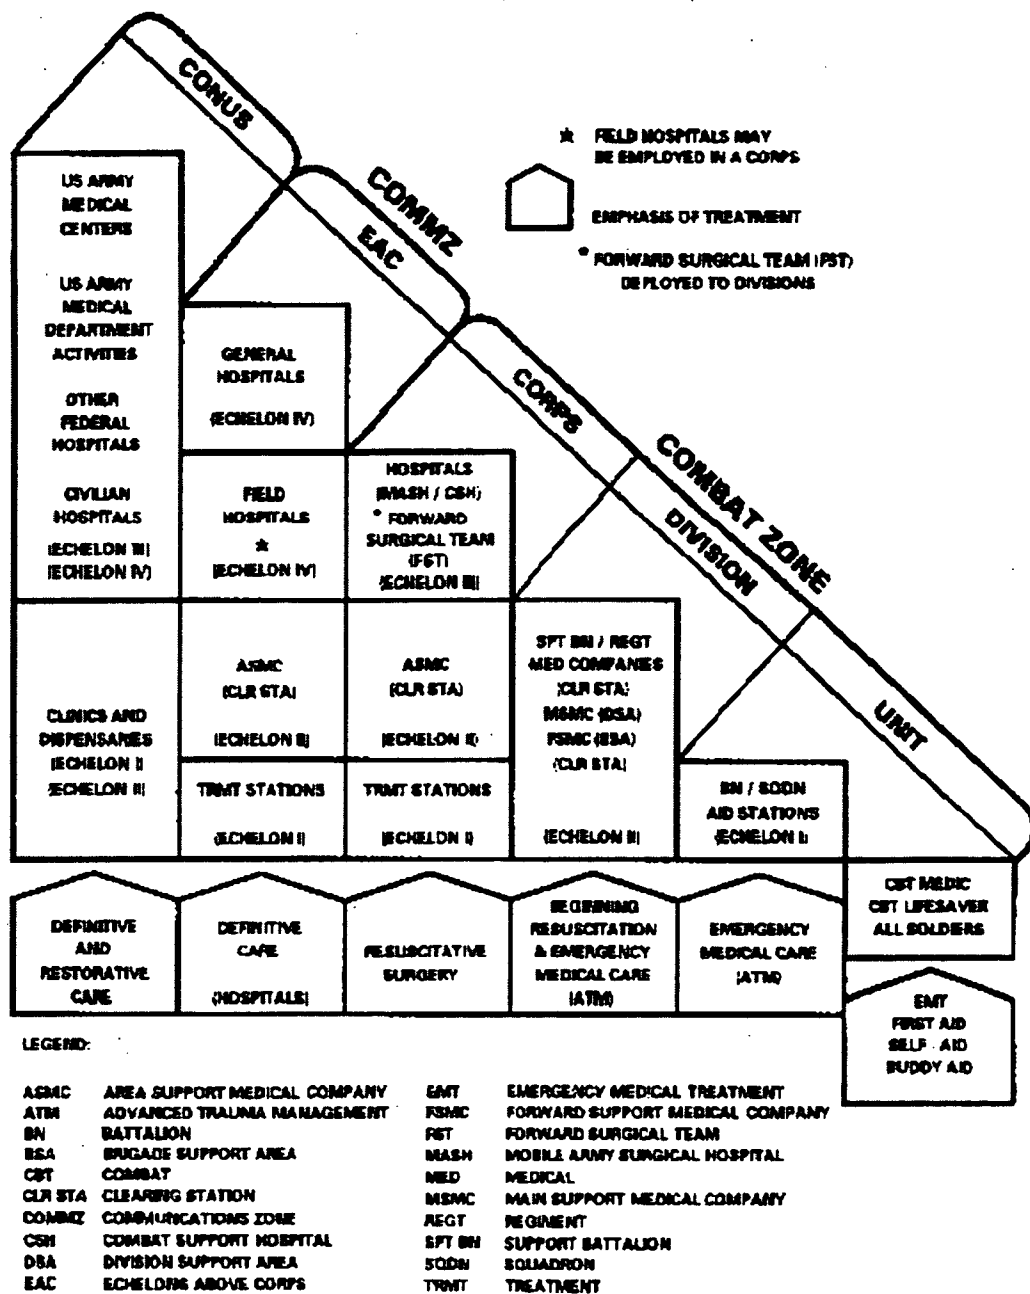 CONUS
COMMZ
EAC
CORPS
COMBAT ZONE
DIVISION
UNIT
★ FIELD HOSPITALS MAY
BE EMPLOYED IN A CORPS
EMPHASIS OF TREATMENT
* FORWARD SURGICAL TEAM (FST)
DEPLOYED TO DIVISIONS
US ARMY
MEDICAL
CENTERS
US ARMY
MEDICAL
DEPARTMENT
ACTIVITIES
OTHER
FEDERAL
HOSPITALS
CIVILIAN
HOSPITALS
(ECHELON III)
(ECHELON IV)
GENERAL
HOSPITALS
(ECHELON IV)
FIELD
HOSPITALS
★
(ECHELON IV)
HOSPITALS
(MASH / CSH)
* FORWARD
SURGICAL TEAM
(FST)
(ECHELON III)
CLINICS AND
DISPENSARIES
(ECHELON I)
(ECHELON II)
ASMC
(CLR STA)
(ECHELON II)
TRMT STATIONS
(ECHELON I)
ASMC
(CLR STA)
(ECHELON II)
TRMT STATIONS
(ECHELON I)
SPT BN / REGT
MED COMPANIES
(CLR STA)
MSMC (DSA)
FSMC (BSA)
(CLR STA)
(ECHELON II)
BN / SQDN
AID STATIONS
(ECHELON I)
CBT MEDIC
CBT LIFESAVER
ALL SOLDIERS
DEFINITIVE
AND
RESTORATIVE
CARE
DEFINITIVE
CARE
(HOSPITALS)
RESUSCITATIVE
SURGERY
BEGINNING
RESUSCITATION
& EMERGENCY
MEDICAL CARE
(ATM)
EMERGENCY
MEDICAL CARE
(ATM)
EMT
FIRST AID
SELF-AID
BUDDY AID
LEGEND:
ASMC AREA SUPPORT MEDICAL COMPANY
ATM ADVANCED TRAUMA MANAGEMENT
BN BATTALION
BSA BRIGADE SUPPORT AREA
CBT COMBAT
CLR STA CLEARING STATION
COMMZ COMMUNICATIONS ZONE
CSH COMBAT SUPPORT HOSPITAL
DSA DIVISION SUPPORT AREA
EAC ECHELONS ABOVE CORPS
EMT EMERGENCY MEDICAL TREATMENT
FSMC FORWARD SUPPORT MEDICAL COMPANY
FST FORWARD SURGICAL TEAM
MASH MOBILE ARMY SURGICAL HOSPITAL
MED MEDICAL
MSMC MAIN SUPPORT MEDICAL COMPANY
REGT REGIMENT
SPT BN SUPPORT BATTALION
SQDN SQUADRON
TRMT TREATMENT